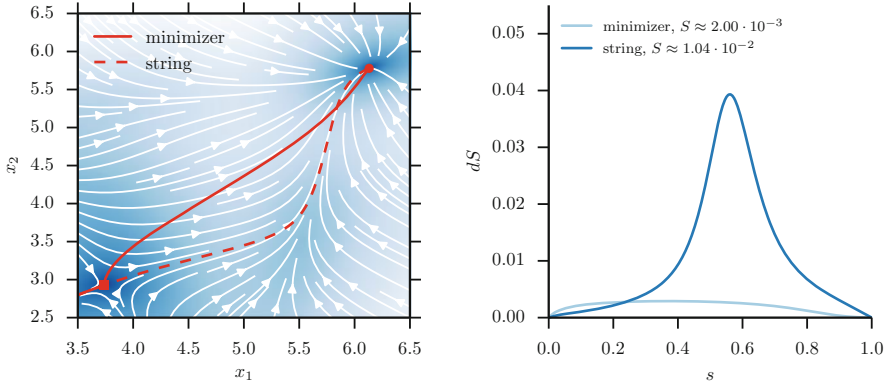 6.5
6.0
5.5
5.0
4.5
4.0
3.5
3.0
2.5
x₂
minimizer
string
3.5 4.0 4.5 5.0 5.5 6.0 6.5
x₁
0.05
0.04
0.03
0.02
0.01
0.00
dS
minimizer, S ≈ 2.00 · 10⁻³
string, S ≈ 1.04 · 10⁻²
0.0 0.2 0.4 0.6 0.8 1.0
s